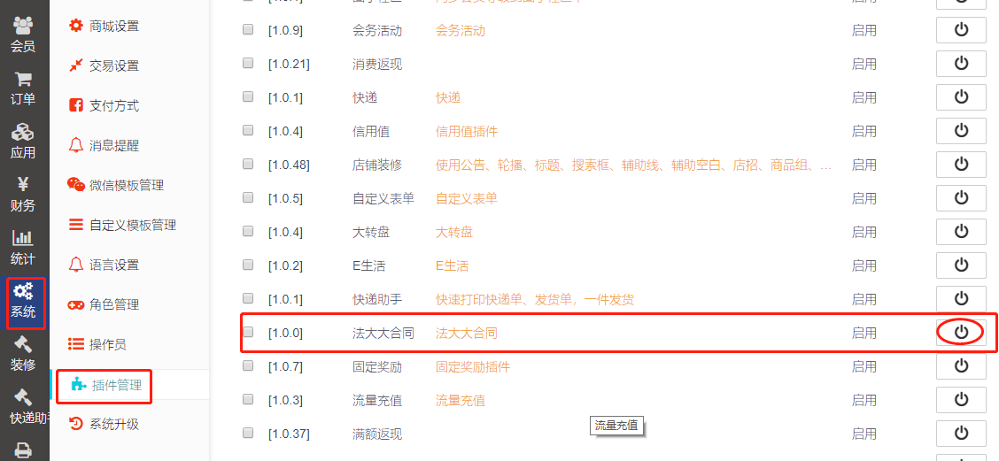 会员
订单
应用
¥
财务
统计
系统
装修
快递助手
商城设置
交易设置
支付方式
消息提醒
微信模板管理
自定义模板管理
语言设置
角色管理
操作员
插件管理
系统升级
[1.0.9] 会务活动 会务活动 启用
[1.0.21] 消费返现 启用
[1.0.1] 快递 快递 启用
[1.0.4] 信用值 信用值插件 启用
[1.0.48] 店铺装修 使用公告、轮播、标题、搜索框、辅助线、辅助空白、店招、商品组、... 启用
[1.0.5] 自定义表单 自定义表单 启用
[1.0.4] 大转盘 大转盘 启用
[1.0.2] E生活 E生活 启用
[1.0.1] 快递助手 快速打印快递单、发货单，一件发货 启用
[1.0.0] 法大大合同 法大大合同 启用
[1.0.7] 固定奖励 固定奖励插件 启用
[1.0.3] 流量充值 流量充值 启用
流量充值
[1.0.37] 满额返现 启用